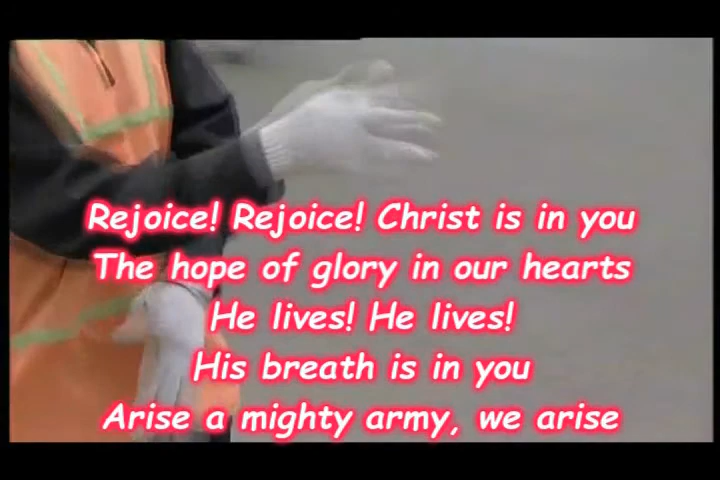 Rejoice! Rejoice! Christ is in you
The hope of glory in our hearts
He lives! He lives!
His breath is in you
Arise a mighty army, we arise